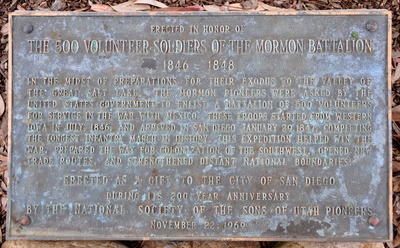 ERECTED IN HONOR OF
THE 500 VOLUNTEER SOLDIERS OF THE MORMON BATTALION
1846 - 1848
IN THE MIDST OF PREPARATIONS FOR THEIR EXODUS TO THE VALLEY OF
THE GREAT SALT LAKE, THE MORMON PIONEERS WERE ASKED BY THE
UNITED STATES GOVERNMENT TO ENLIST A BATTALION OF 500 VOLUNTEERS
FOR SERVICE IN THE WAR WITH MEXICO. THESE TROOPS STARTED FROM WESTERN
IOWA IN JULY, 1846, AND ARRIVED IN SAN DIEGO JANUARY 29, 1847, COMPLETING
THE LONGEST INFANTRY MARCH IN HISTORY. THIS EXPEDITION HELPED WIN THE
WAR, PREPARED THE WAY FOR COLONIZATION OF THE SOUTHWEST, OPENED NEW
TRADE ROUTES, AND STRENGTHENED DISTANT NATIONAL BOUNDARIES.
ERECTED AS A GIFT TO THE CITY OF SAN DIEGO
DURING ITS 200 YEAR ANNIVERSARY
BY THE NATIONAL SOCIETY OF THE SONS OF UTAH PIONEERS
NOVEMBER 22, 1969